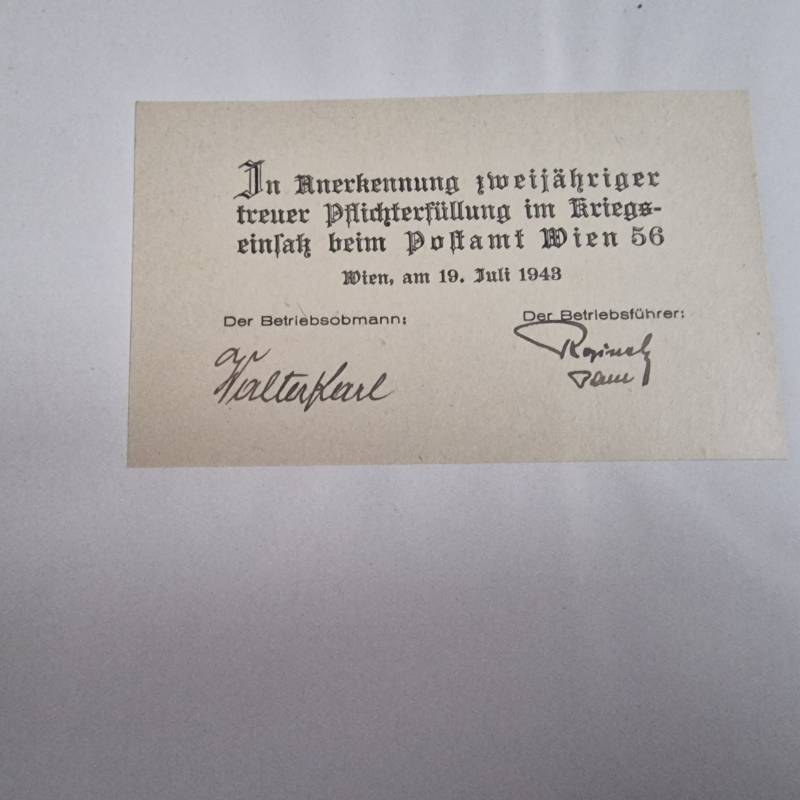 In Anerkennung zweijähriger
treuer Pflichterfüllung im Kriegs-
einsatz beim Postamt Wien 56
Wien, am 19. Juli 1943
Der Betriebsobmann: Der Betriebsführer:
Walter Karl